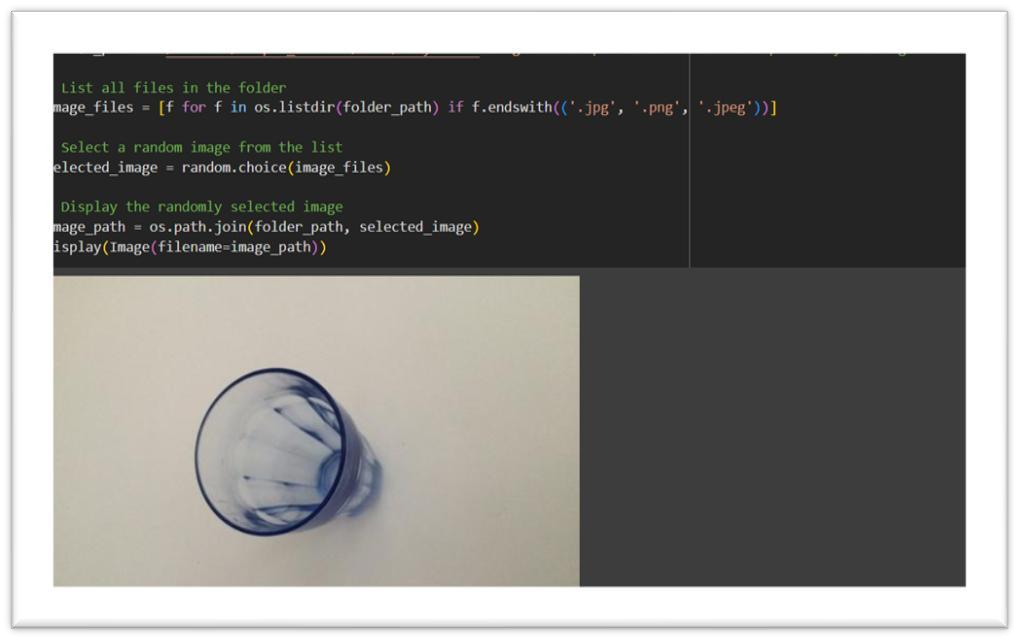 List all files in the folder
mage_files = [f for f in os.listdir(folder_path) if f.endswith(('.jpg', '.png', '.jpeg'))]
Select a random image from the list
elected_image = random.choice(image_files)
Display the randomly selected image
mage_path = os.path.join(folder_path, selected_image)
isplay(Image(filename=image_path))